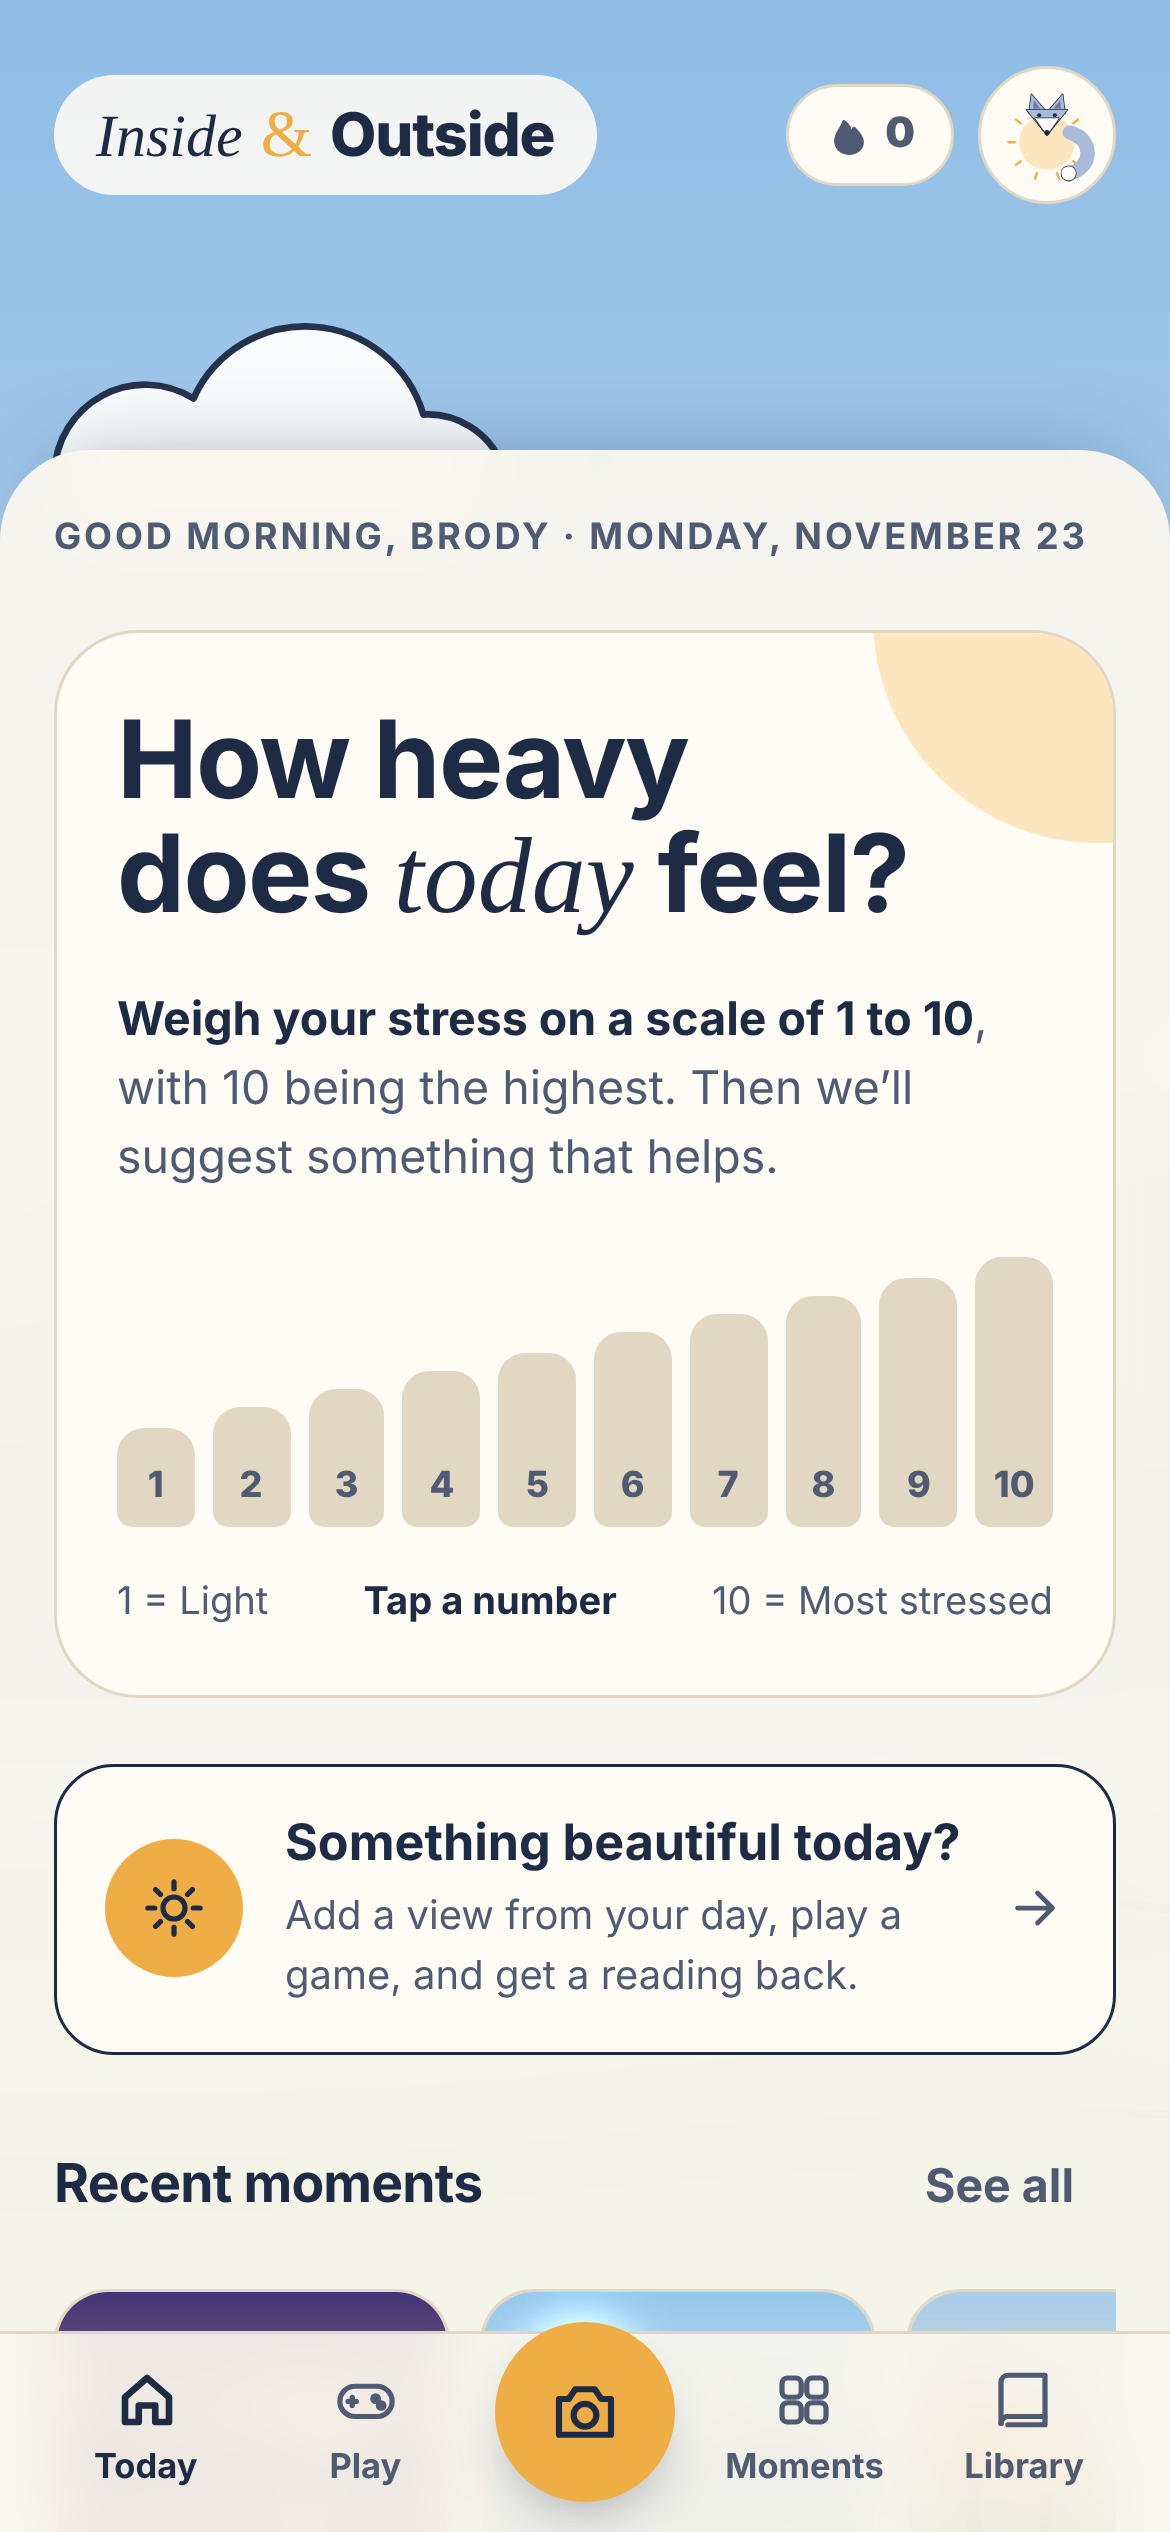 Inside & Outside
0
GOOD MORNING, BRODY · MONDAY, NOVEMBER 23
How heavy
does today feel?
Weigh your stress on a scale of 1 to 10,
with 10 being the highest. Then we’ll
suggest something that helps.
1 2 3 4 5 6 7 8 9 10
1 = Light Tap a number 10 = Most stressed
Something beautiful today?
Add a view from your day, play a
game, and get a reading back.
Recent moments See all
Today Play Moments Library